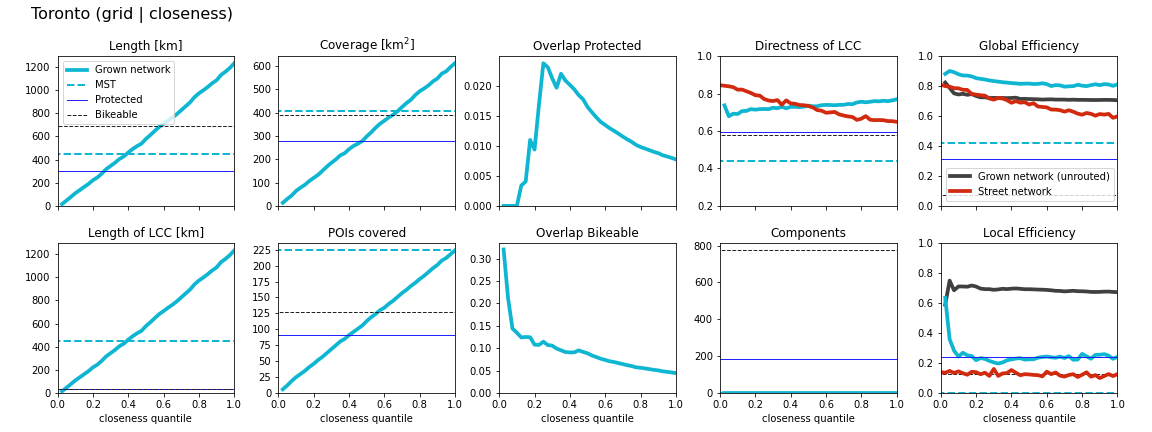 Toronto (grid | closeness)
Length [km]
1200
1000
800
600
400
200
0
Grown network
MST
Protected
Bikeable
Coverage [km²]
600
500
400
300
200
100
0
Overlap Protected
0.020
0.015
0.010
0.005
0.000
Directness of LCC
1.0
0.8
0.6
0.4
0.2
Global Efficiency
1.0
0.8
0.6
0.4
0.2
0.0
Grown network (unrouted)
Street network
Length of LCC [km]
1200
1000
800
600
400
200
0
0.0 0.2 0.4 0.6 0.8 1.0
closeness quantile
POIs covered
225
200
175
150
125
100
75
50
25
0
0.0 0.2 0.4 0.6 0.8 1.0
closeness quantile
Overlap Bikeable
0.30
0.25
0.20
0.15
0.10
0.05
0.00
0.0 0.2 0.4 0.6 0.8 1.0
closeness quantile
Components
800
600
400
200
0
0.0 0.2 0.4 0.6 0.8 1.0
closeness quantile
Local Efficiency
1.0
0.8
0.6
0.4
0.2
0.0
0.0 0.2 0.4 0.6 0.8 1.0
closeness quantile